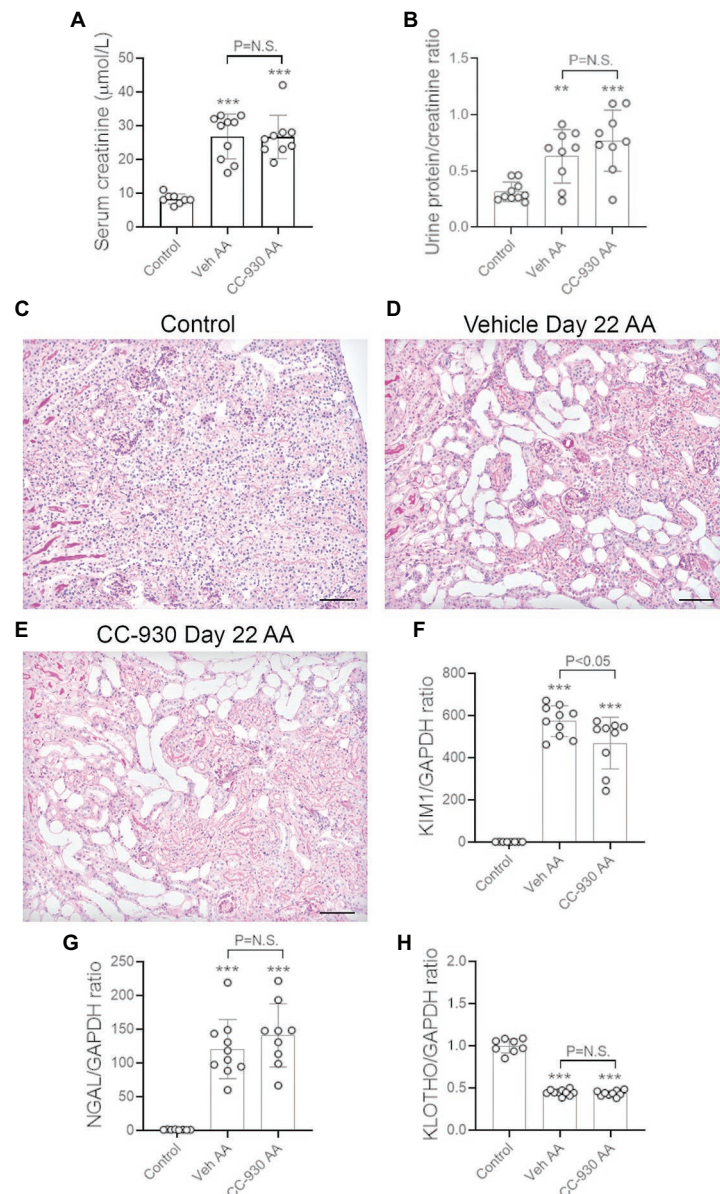 A
P=N.S.
***
***
Serum creatinine (μmol/L)
50
40
30
20
10
0
Control
Veh AA
CC-930 AA
B
P=N.S.
**
***
Urine protein/creatinine ratio
1.5
1.0
0.5
0.0
Control
Veh AA
CC-930 AA
C
Control
D
Vehicle Day 22 AA
E
CC-930 Day 22 AA
F
P<0.05
***
***
KIM1/GAPDH ratio
800
600
400
200
0
Control
Veh AA
CC-930 AA
G
P=N.S.
***
***
NGAL/GAPDH ratio
250
200
150
100
50
0
Control
Veh AA
CC-930 AA
H
P=N.S.
***
***
KLOTHO/GAPDH ratio
2.0
1.5
1.0
0.5
0.0
Control
Veh AA
CC-930 AA